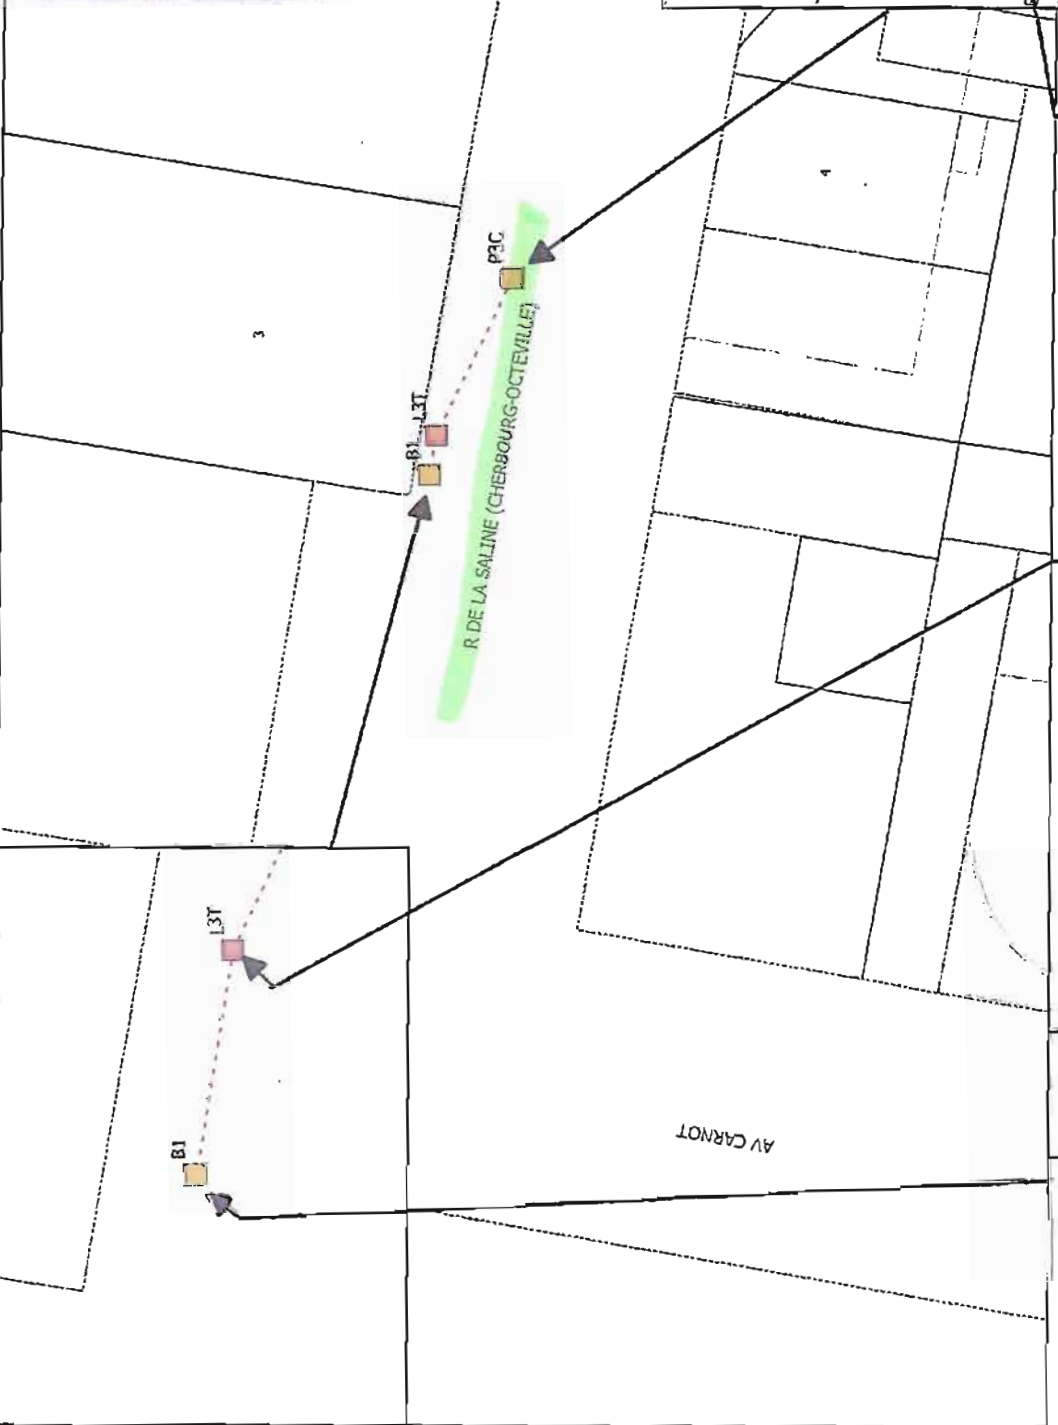 4
P3C
3
L3T
B1
R DE LA SALINE (CHERBOURG-OCTEVILLE)
L3T
B1
AV CARNOT